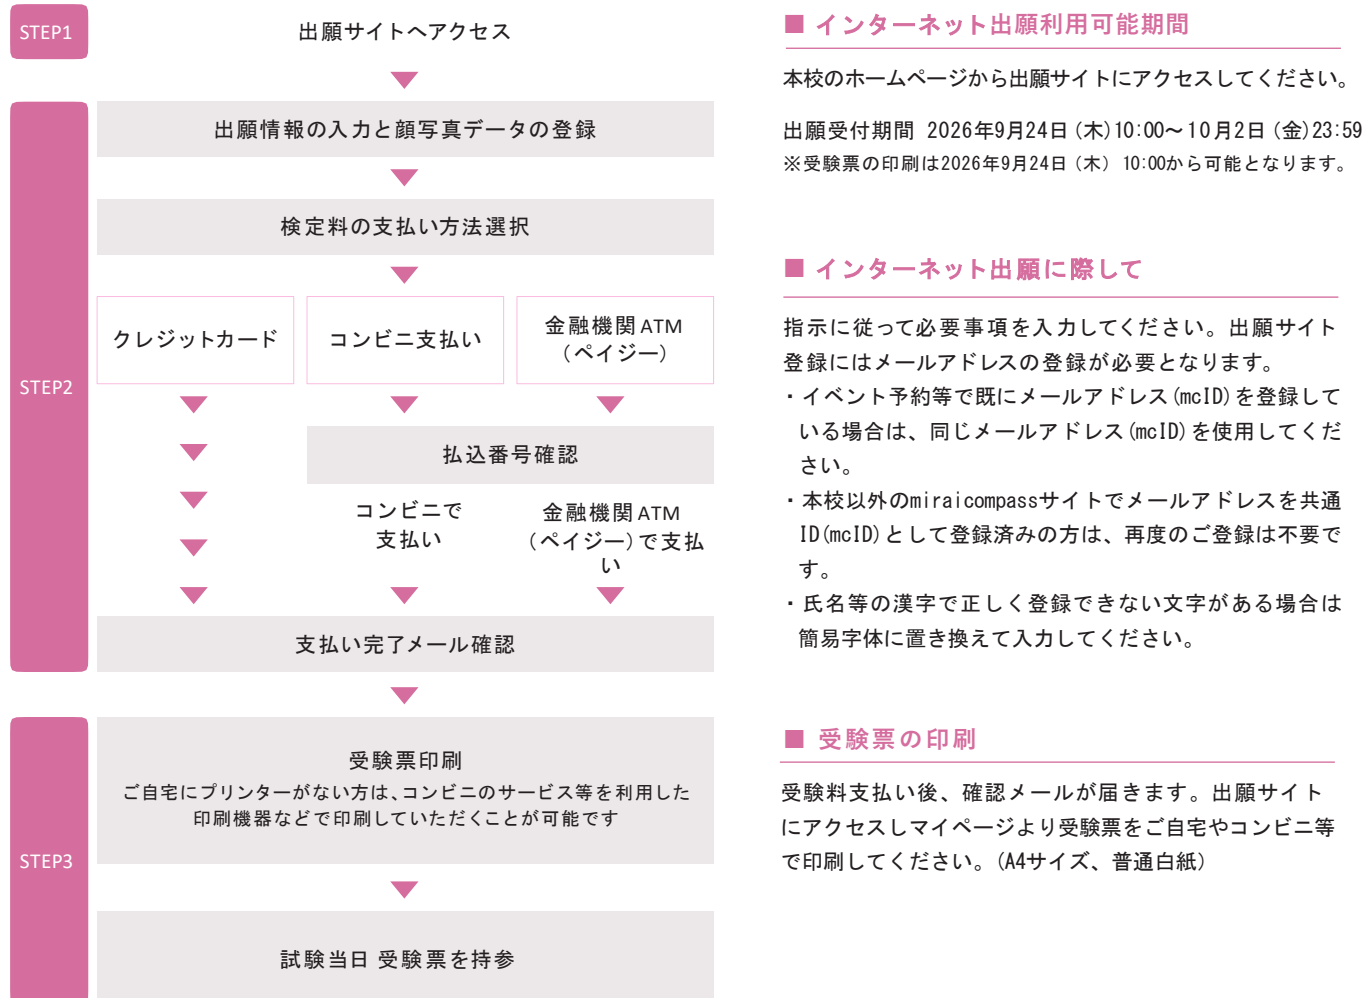 STEP1
出願サイトへアクセス
STEP2
出願情報の入力と顔写真データの登録
検定料の支払い方法選択
クレジットカード
コンビニ支払い
金融機関ATM
（ペイジー）
払込番号確認
コンビニで
支払い
金融機関ATM
（ペイジー）で支払
い
支払い完了メール確認
STEP3
受験票印刷
ご自宅にプリンターがない方は、コンビニのサービス等を利用した
印刷機器などで印刷していただくことが可能です
試験当日 受験票を持参
■ インターネット出願利用可能期間
本校のホームページから出願サイトにアクセスしてください。
出願受付期間 2026年9月24日（木）10:00～10月2日（金）23:59
※受験票の印刷は2026年9月24日（木） 10:00から可能となります。
■ インターネット出願に際して
指示に従って必要事項を入力してください。出願サイト
登録にはメールアドレスの登録が必要となります。
・イベント予約等で既にメールアドレス（mcID）を登録して
いる場合は、同じメールアドレス（mcID）を使用してくだ
さい。
・本校以外のmiraicompassサイトでメールアドレスを共通
ID（mcID）として登録済みの方は、再度のご登録は不要で
す。
・氏名等の漢字で正しく登録できない文字がある場合は
簡易字体に置き換えて入力してください。
■ 受験票の印刷
受験料支払い後、確認メールが届きます。出願サイト
にアクセスしマイページより受験票をご自宅やコンビニ等
で印刷してください。（A4サイズ、普通白紙）